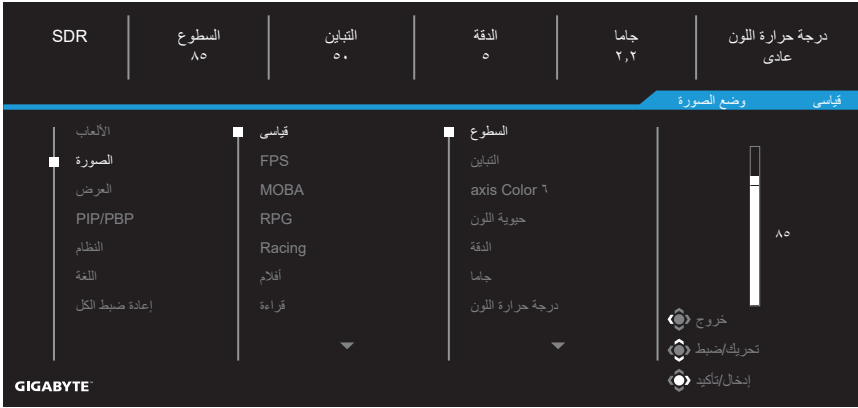 SDR
السطوع
٨٥
التباين
٥٠
الدقة
٥
جاما
٢,٢
درجة حرارة اللون
عادى
قياسى
وضع الصورة
الألعاب
الصورة
العرض
PIP/PBP
النظام
اللغة
إعادة ضبط الكل
قياسى
FPS
MOBA
RPG
Racing
أفلام
قراءة
السطوع
التباين
axis Color ٦
حيوية اللون
الدقة
جاما
درجة حرارة اللون
٨٥
خروج
تحريك/ضبط
إدخال/تأكيد
GIGABYTE™